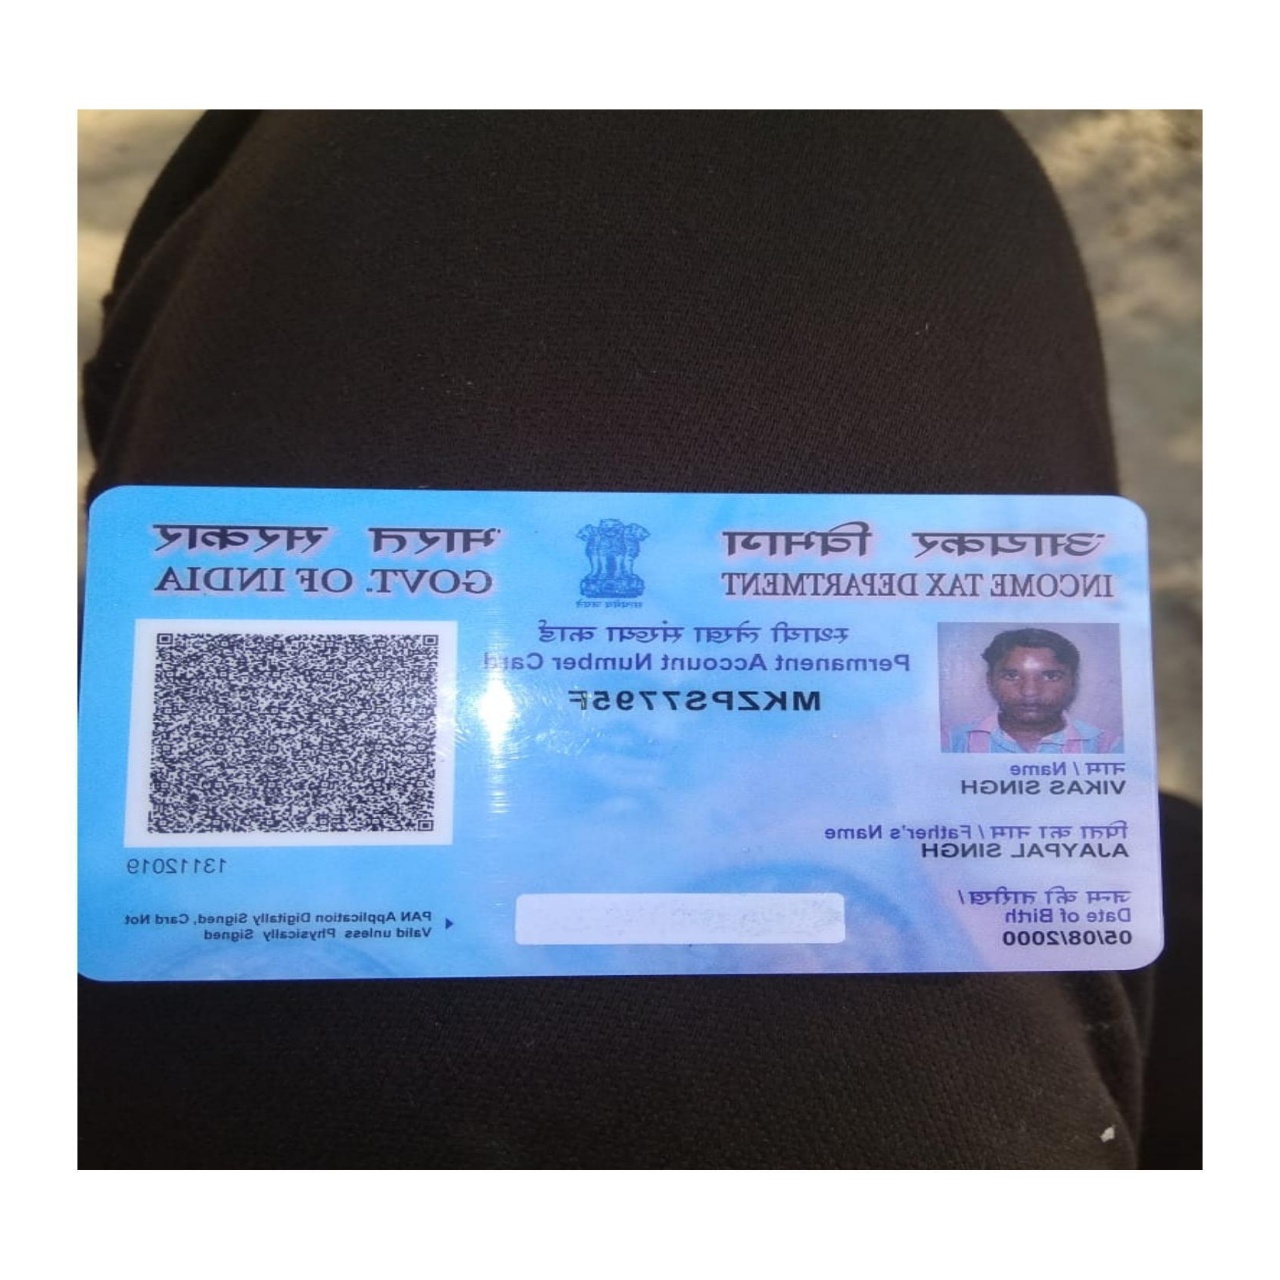 आयकर विभाग
INCOME TAX DEPARTMENT
भारत सरकार
GOVT. OF INDIA
सत्यमेव जयते
स्थायी लेखा संख्या कार्ड
Permanent Account Number Card
MKZPS7795F
नाम / Name
VIKAS SINGH
पिता का नाम / Father's Name
AJAYPAL SINGH
जन्म की तारीख/
Date of Birth
05/08/2000
13112019
PAN Application Digitally Signed, Card Not
Valid unless Physically Signed